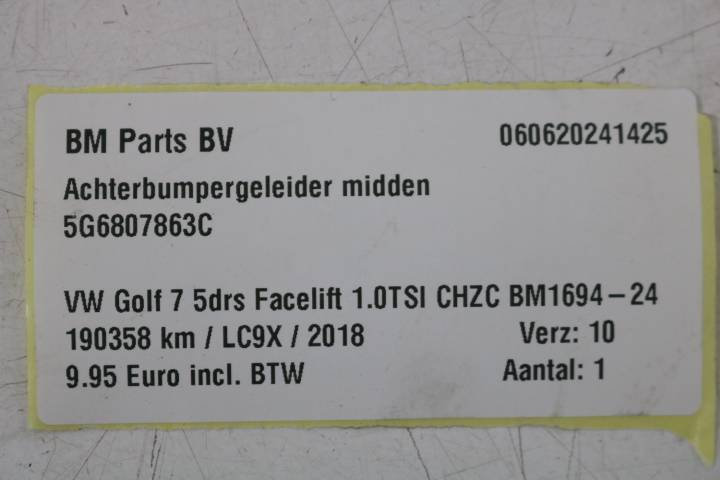 BM Parts BV 060620241425
Achterbumpergeleider midden
5G6807863C
VW Golf 7 5drs Facelift 1.0TSI CHZC BM1694-24
190358 km / LC9X / 2018 Verz: 10
9.95 Euro incl. BTW Aantal: 1